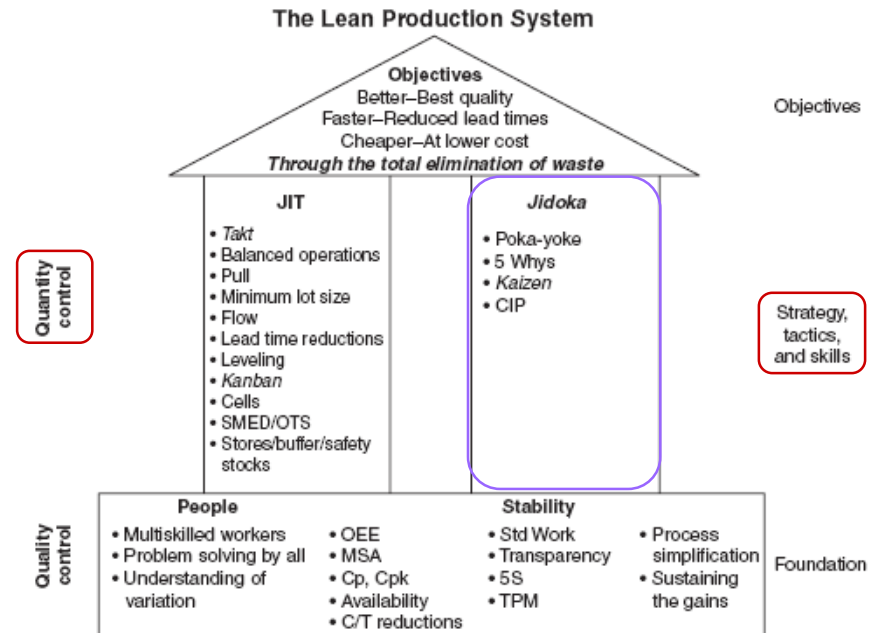 The Lean Production System
Objectives
Better–Best quality
Faster–Reduced lead times
Cheaper–At lower cost
Through the total elimination of waste
Objectives
Quantity
control
JIT
• Takt
• Balanced operations
• Pull
• Minimum lot size
• Flow
• Lead time reductions
• Leveling
• Kanban
• Cells
• SMED/OTS
• Stores/buffer/safety
stocks
Jidoka
• Poka-yoke
• 5 Whys
• Kaizen
• CIP
Strategy,
tactics,
and skills
Quality
control
People
• Multiskilled workers
• Problem solving by all
• Understanding of
variation
• OEE
• MSA
• Cp, Cpk
• Availability
• C/T reductions
Stability
• Std Work
• Transparency
• 5S
• TPM
• Process
simplification
• Sustaining
the gains
Foundation